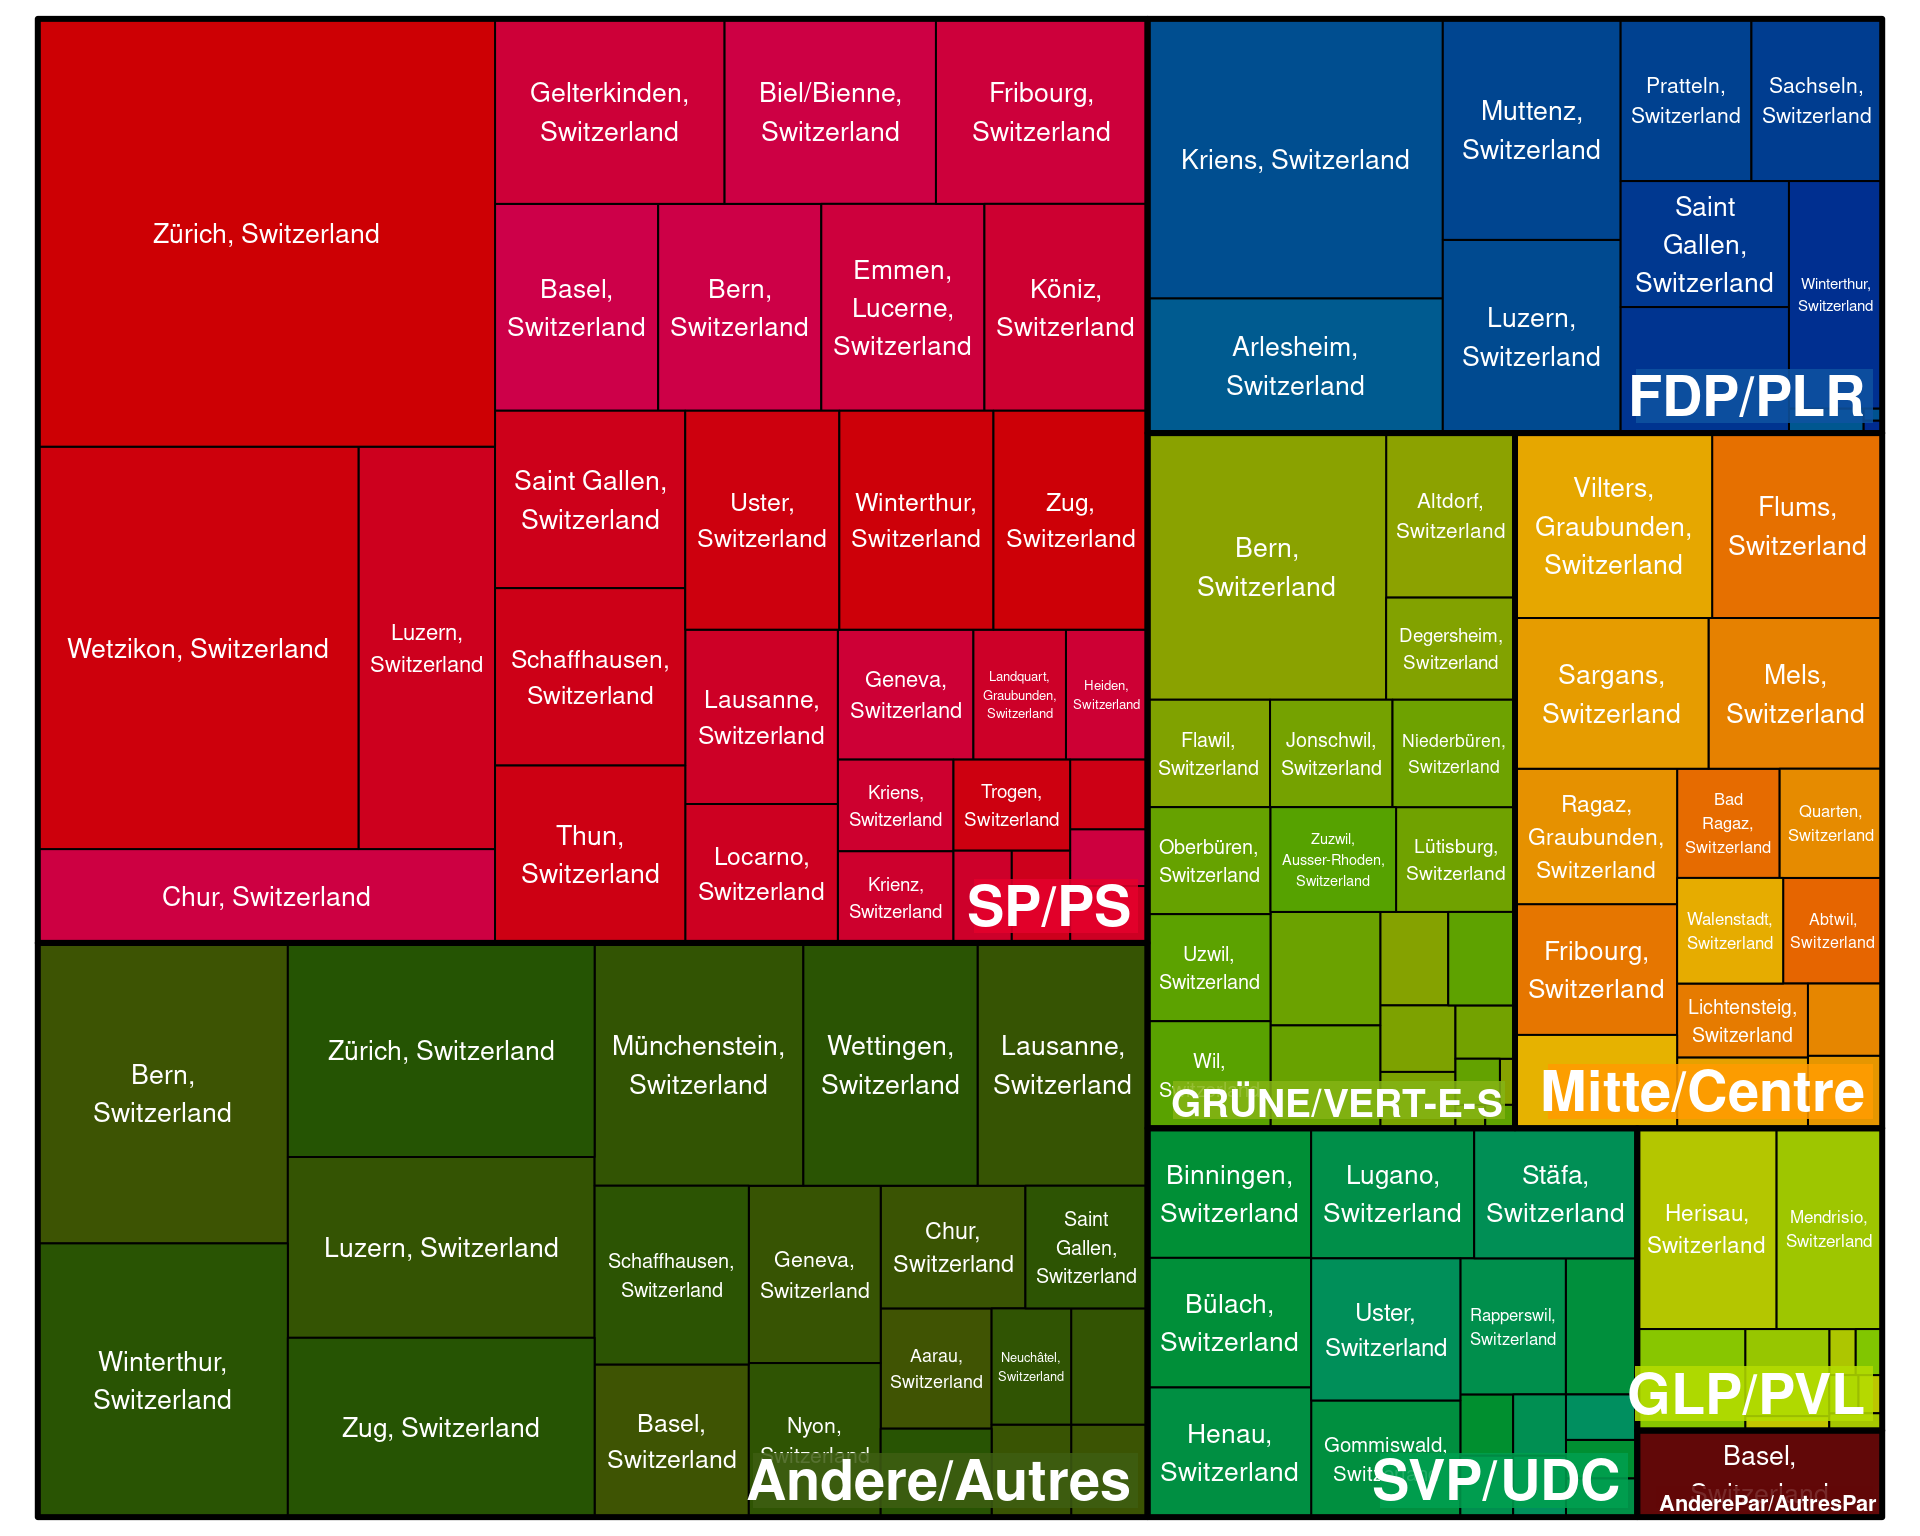 Zürich, Switzerland
Wetzikon, Switzerland
Luzern,
Switzerland
Chur, Switzerland
Gelterkinden,
Switzerland
Biel/Bienne,
Switzerland
Fribourg,
Switzerland
Basel,
Switzerland
Bern,
Switzerland
Emmen,
Lucerne,
Switzerland
Köniz,
Switzerland
Saint Gallen,
Switzerland
Uster,
Switzerland
Winterthur,
Switzerland
Zug,
Switzerland
Schaffhausen,
Switzerland
Thun,
Switzerland
Lausanne,
Switzerland
Locarno,
Switzerland
Geneva,
Switzerland
Landquart,
Graubunden,
Switzerland
Heiden,
Switzerland
Kriens,
Switzerland
Trogen,
Switzerland
Krienz,
Switzerland
SP/PS
Kriens, Switzerland
Arlesheim,
Switzerland
Muttenz,
Switzerland
Luzern,
Switzerland
Pratteln,
Switzerland
Sachseln,
Switzerland
Saint
Gallen,
Switzerland
Winterthur,
Switzerland
FDP/PLR
Bern,
Switzerland
Altdorf,
Switzerland
Degersheim,
Switzerland
Flawil,
Switzerland
Jonschwil,
Switzerland
Niederbüren,
Switzerland
Oberbüren,
Switzerland
Zuzwil,
Ausser-Rhoden,
Switzerland
Lütisburg,
Switzerland
Uzwil,
Switzerland
Wil,
Switzerland
GRÜNE/VERT-E-S
Vilters,
Graubunden,
Switzerland
Flums,
Switzerland
Sargans,
Switzerland
Mels,
Switzerland
Ragaz,
Graubunden,
Switzerland
Bad
Ragaz,
Switzerland
Quarten,
Switzerland
Walenstadt,
Switzerland
Abtwil,
Switzerland
Fribourg,
Switzerland
Lichtensteig,
Switzerland
Mitte/Centre
Bern,
Switzerland
Winterthur,
Switzerland
Zürich, Switzerland
Luzern, Switzerland
Zug, Switzerland
Münchenstein,
Switzerland
Wettingen,
Switzerland
Lausanne,
Switzerland
Schaffhausen,
Switzerland
Geneva,
Switzerland
Chur,
Switzerland
Saint
Gallen,
Switzerland
Basel,
Switzerland
Nyon,
Switzerland
Aarau,
Switzerland
Neuchâtel,
Switzerland
Andere/Autres
Binningen,
Switzerland
Lugano,
Switzerland
Stäfa,
Switzerland
Bülach,
Switzerland
Uster,
Switzerland
Rapperswil,
Switzerland
Henau,
Switzerland
Gommiswald,
Switzerland
SVP/UDC
Herisau,
Switzerland
Mendrisio,
Switzerland
GLP/PVL
Basel,
Switzerland
AnderePar/AutresPar